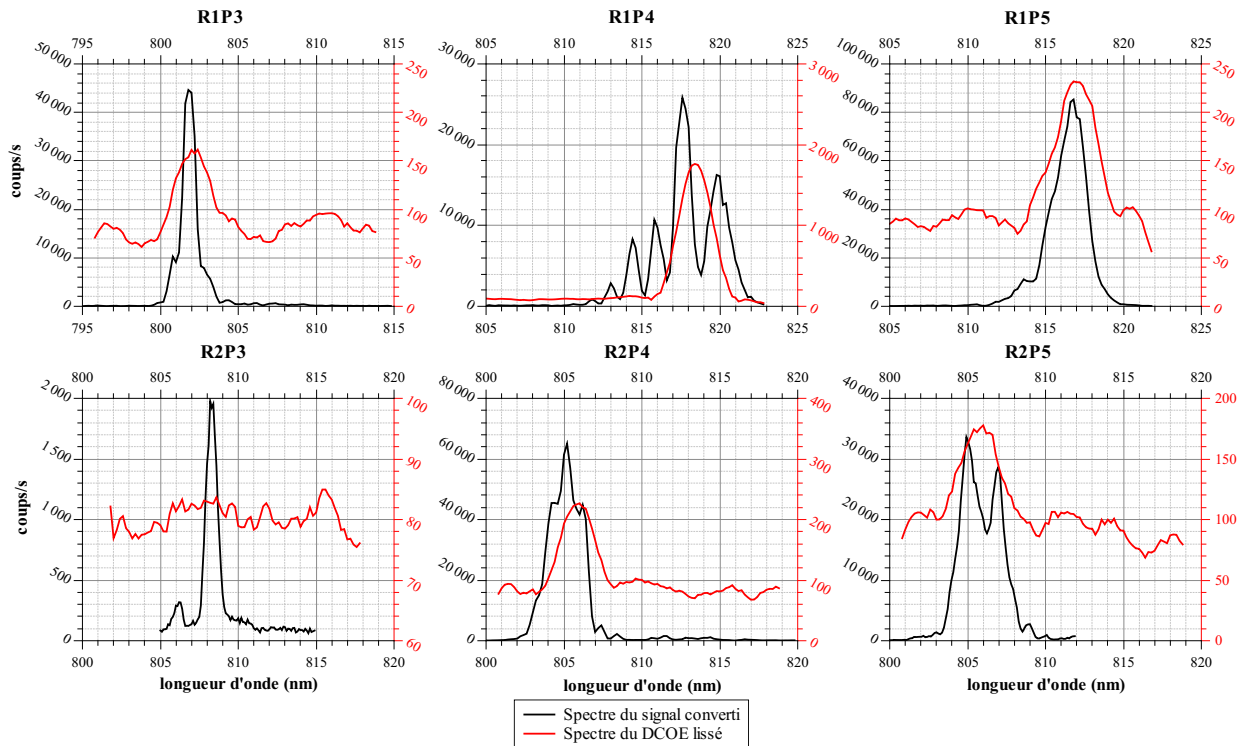 R1P3 R1P4 R1P5
795 800 805 810 815 805 810 815 820 825 805 810 815 820 825
50 000 250 30 000 3 000 100 000 250
40 000 200 80 000 200
20 000 2 000
30 000 150 60 000 150
coups/s
20 000 100 40 000 100
10 000 1 000
10 000 50 20 000 50
0 0 0 0 0 0
795 800 805 810 815 805 810 815 820 825 805 810 815 820 825
R2P3 R2P4 R2P5
800 805 810 815 820 800 805 810 815 820 800 805 810 815 820
2 000 100 80 000 400 40 000 200
1 500 90 60 000 300 30 000 150
coups/s
1 000 80 40 000 200 20 000 100
500 70 20 000 100 10 000 50
0 60 0 0 0 0
800 805 810 815 820 800 805 810 815 820 800 805 810 815 820
longueur d'onde (nm) longueur d'onde (nm) longueur d'onde (nm)
Spectre du signal converti
Spectre du DCOE lissé